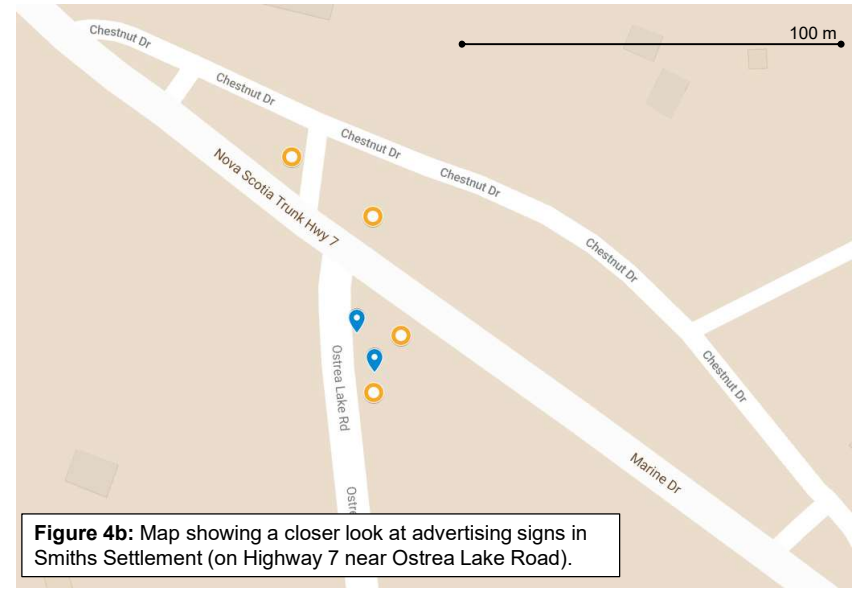 Chestnut Dr
100 m
Chestnut Dr
Chestnut Dr
Nova Scotia Trunk Hwy 7
Chestnut Dr
Chestnut Dr
Ostrea Lake Rd
Chestnut Dr
Marine Dr
Figure 4b: Map showing a closer look at advertising signs in
Smiths Settlement (on Highway 7 near Ostrea Lake Road).